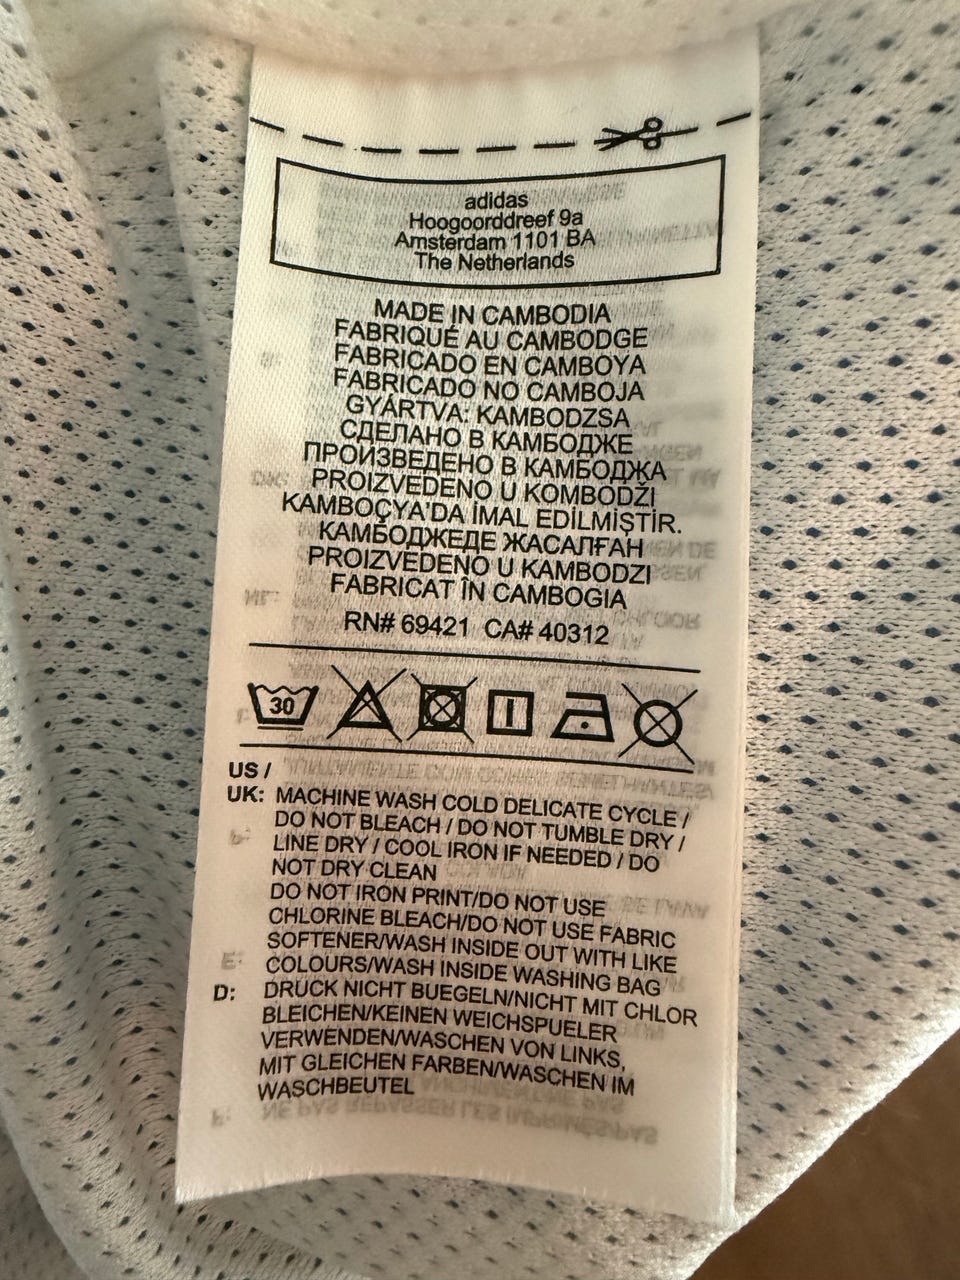 adidas
Hoogoorddreef 9a
Amsterdam 1101 BA
The Netherlands
MADE IN CAMBODIA
FABRIQUÉ AU CAMBODGE
FABRICADO EN CAMBOYA
FABRICADO NO CAMBOJA
GYÁRTVA: KAMBODZSA
СДЕЛАНО В КАМБОДЖЕ
ПРОИЗВЕДЕНО В КАМБОДЖА
PROIZVEDENO U KOMBODŽI
KAMBOÇYA'DA İMAL EDİLMİŞTİR.
КАМБОДЖЕДЕ ЖАСАЛҒАН
PROIZVEDENO U KAMBODZI
FABRICAT ÎN CAMBOGIA
RN# 69421 CA# 40312
30
US /
UK: MACHINE WASH COLD DELICATE CYCLE /
DO NOT BLEACH / DO NOT TUMBLE DRY /
LINE DRY / COOL IRON IF NEEDED / DO
NOT DRY CLEAN
DO NOT IRON PRINT/DO NOT USE
CHLORINE BLEACH/DO NOT USE FABRIC
SOFTENER/WASH INSIDE OUT WITH LIKE
COLOURS/WASH INSIDE WASHING BAG
D: DRUCK NICHT BUEGELN/NICHT MIT CHLOR
BLEICHEN/KEINEN WEICHSPUELER
VERWENDEN/WASCHEN VON LINKS,
MIT GLEICHEN FARBEN/WASCHEN IM
WASCHBEUTEL